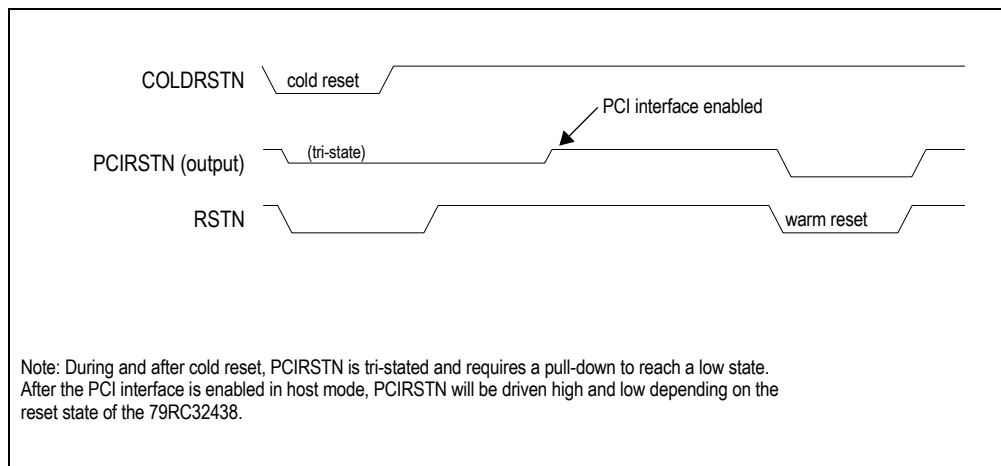 COLDRSTN
cold reset
PCI interface enabled
PCIRSTN (output)
(tri-state)
RSTN
warm reset
Note: During and after cold reset, PCIRSTN is tri-stated and requires a pull-down to reach a low state.
After the PCI interface is enabled in host mode, PCIRSTN will be driven high and low depending on the
reset state of the 79RC32438.